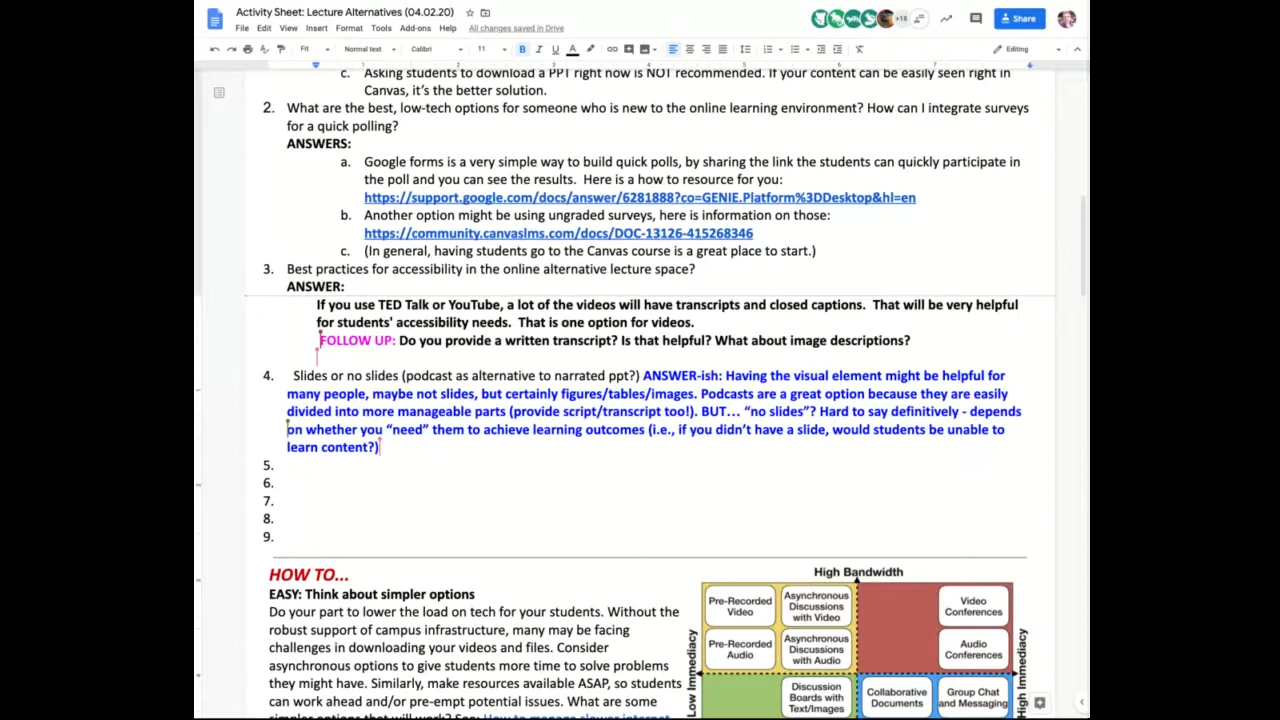 Activity Sheet: Lecture Alternatives (04.02.20)
File Edit View Insert Format Tools Add-ons Help All changes saved in Drive
+18
Share
Fit Normal text Calibri 11 B I U A Editing
1 2 3 4 5 6 7
c. Asking students to download a PPT right now is NOT recommended. If your content can be easily seen right in
Canvas, it's the better solution.
2. What are the best, low-tech options for someone who is new to the online learning environment? How can I integrate surveys
for a quick polling?
ANSWERS:
a. Google forms is a very simple way to build quick polls, by sharing the link the students can quickly participate in
the poll and you can see the results. Here is a how to resource for you:
https://support.google.com/docs/answer/6281888?co=GENIE.Platform%3DDesktop&hl=en
b. Another option might be using ungraded surveys, here is information on those:
https://community.canvaslms.com/docs/DOC-13126-415268346
c. (In general, having students go to the Canvas course is a great place to start.)
3. Best practices for accessibility in the online alternative lecture space?
ANSWER:
If you use TED Talk or YouTube, a lot of the videos will have transcripts and closed captions. That will be very helpful
for students' accessibility needs. That is one option for videos.
FOLLOW UP: Do you provide a written transcript? Is that helpful? What about image descriptions?
4. Slides or no slides (podcast as alternative to narrated ppt?) ANSWER-ish: Having the visual element might be helpful for
many people, maybe not slides, but certainly figures/tables/images. Podcasts are a great option because they are easily
divided into more manageable parts (provide script/transcript too!). BUT... “no slides”? Hard to say definitively - depends
on whether you “need” them to achieve learning outcomes (i.e., if you didn't have a slide, would students be unable to
learn content?)
5.
6.
7.
8.
9.
HOW TO...
EASY: Think about simpler options
Do your part to lower the load on tech for your students. Without the
robust support of campus infrastructure, many may be facing
challenges in downloading your videos and files. Consider
asynchronous options to give students more time to solve problems
they might have. Similarly, make resources available ASAP, so students
can work ahead and/or pre-empt potential issues. What are some
simpler options that will work? See: How to manage slower internet
High Bandwidth
Pre-Recorded
Video
Asynchronous
Discussions
with Video
Video
Conferences
Pre-Recorded
Audio
Asynchronous
Discussions
with Audio
Audio
Conferences
Discussion
Boards with
Text/Images
Collaborative
Documents
Group Chat
and Messaging
Low Immediacy
High Immediacy